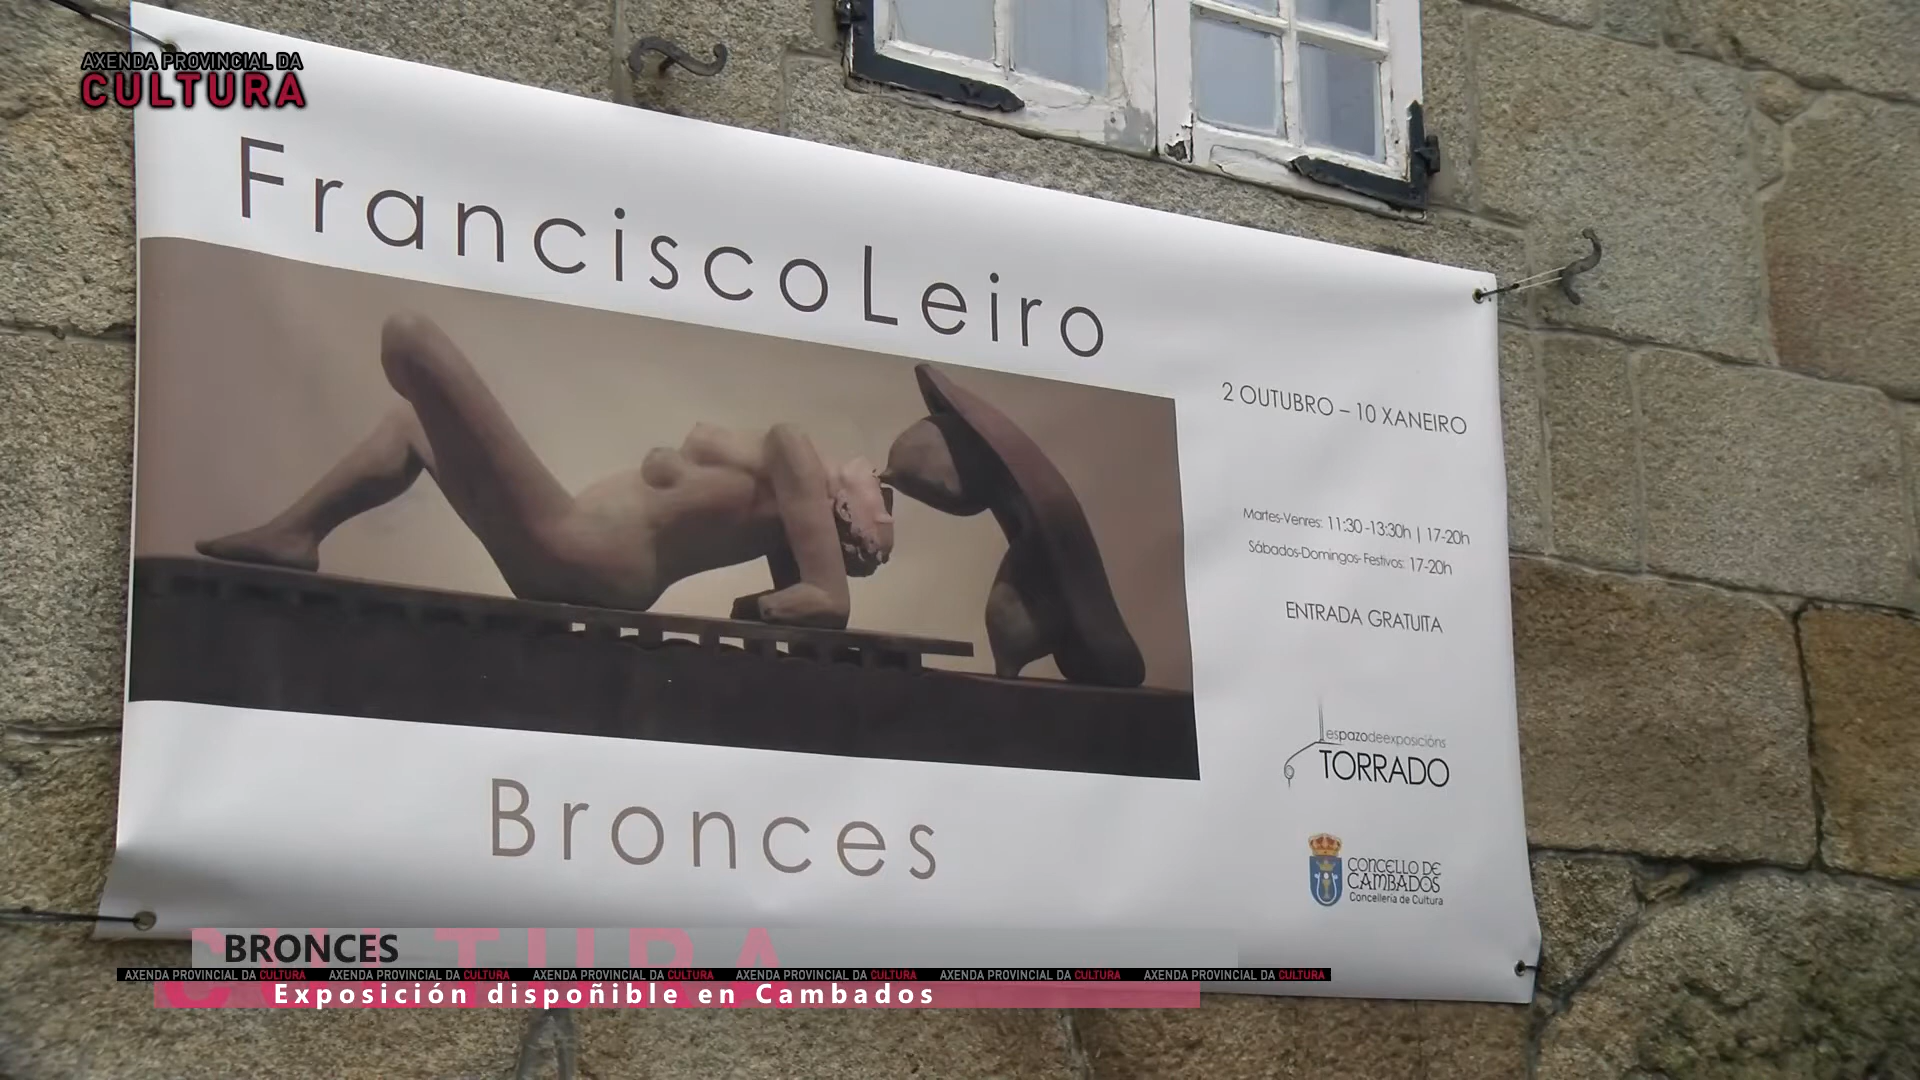 AXENDA PROVINCIAL DA
CULTURA
FranciscoLeiro
2 OUTUBRO – 10 XANEIRO
Martes-Venres: 11:30 -13:30h | 17-20h
Sábados-Domingos- Festivos: 17-20h
ENTRADA GRATUITA
espazodeexposicións
TORRADO
Bronces
CONCELLO DE
CAMBADOS
Concellería de Cultura
CULTURA
BRONCES
AXENDA PROVINCIAL DA CULTURA AXENDA PROVINCIAL DA CULTURA AXENDA PROVINCIAL DA CULTURA AXENDA PROVINCIAL DA CULTURA AXENDA PROVINCIAL DA CULTURA AXENDA PROVINCIAL DA CULTURA
Exposición dispoñible en Cambados